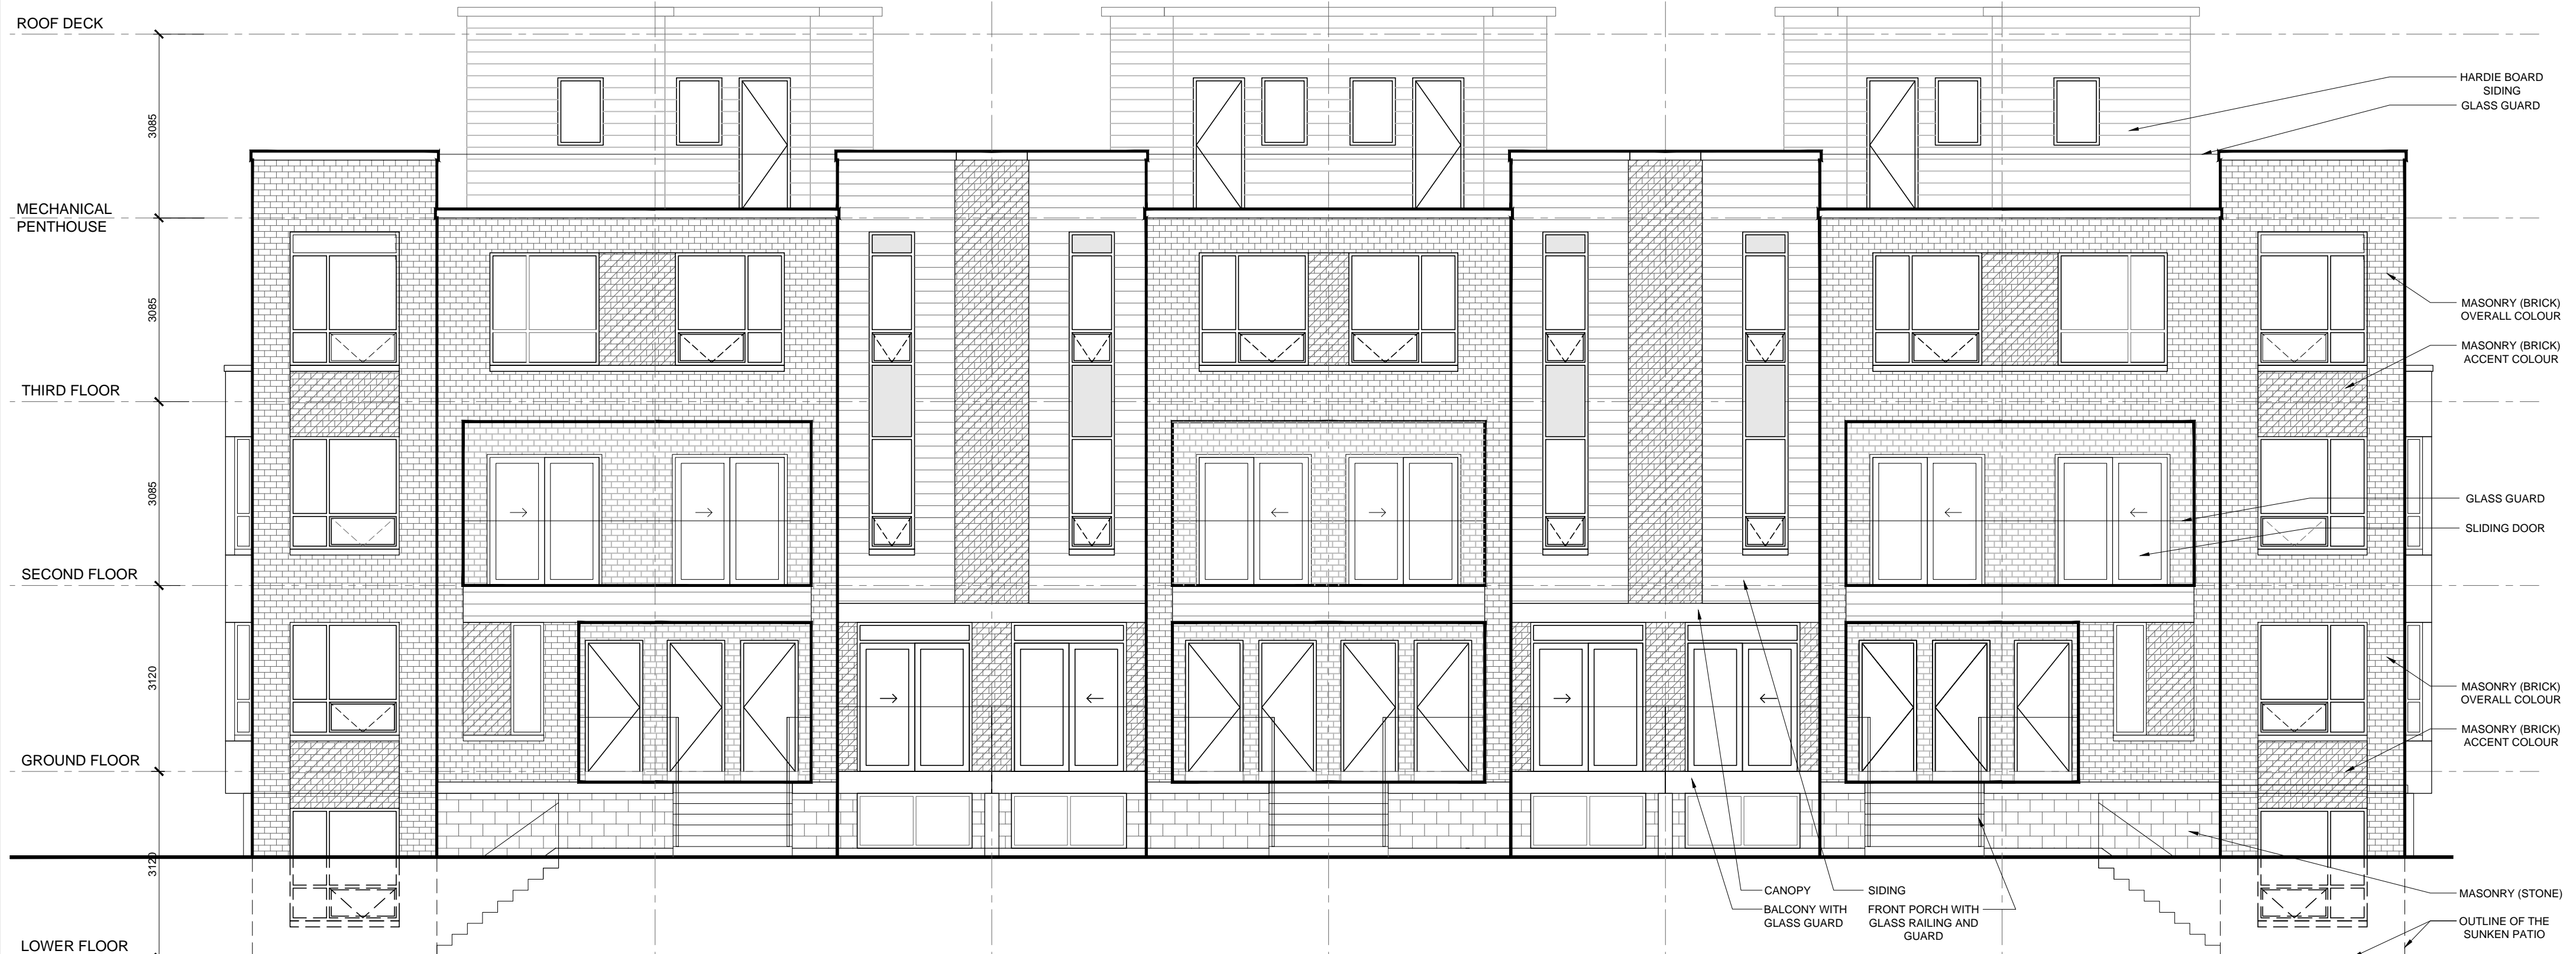 ROOF DECK
3085
MECHANICAL
PENTHOUSE
3085
THIRD FLOOR
3085
SECOND FLOOR
3120
GROUND FLOOR
3120
LOWER FLOOR
HARDIE BOARD
SIDING
GLASS GUARD
MASONRY (BRICK)
OVERALL COLOUR
MASONRY (BRICK)
ACCENT COLOUR
GLASS GUARD
SLIDING DOOR
MASONRY (BRICK)
OVERALL COLOUR
MASONRY (BRICK)
ACCENT COLOUR
MASONRY (STONE)
OUTLINE OF THE
SUNKEN PATIO
CANOPY
BALCONY WITH
GLASS GUARD
SIDING
FRONT PORCH WITH
GLASS RAILING AND
GUARD